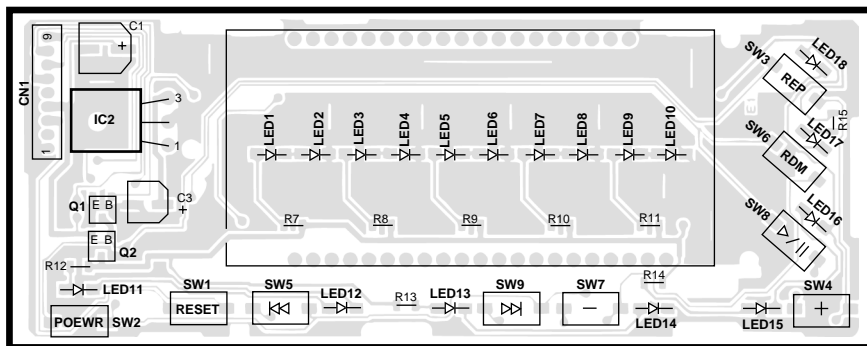 C1
CN1
9
1
IC2
3
1
C3
Q1
E B
Q2
E B
R12
LED11
POEWR
SW2
SW1
RESET
SW5
LED12
R13
LED13
SW9
SW7
−
R14
LED14
LED15
SW4
+
LED1
LED2
LED3
LED4
LED5
LED6
LED7
LED8
LED9
LED10
R7
R8
R9
R10
R11
SW3
REP
LED18
R15
SW6
RDM
LED17
SW8
LED16